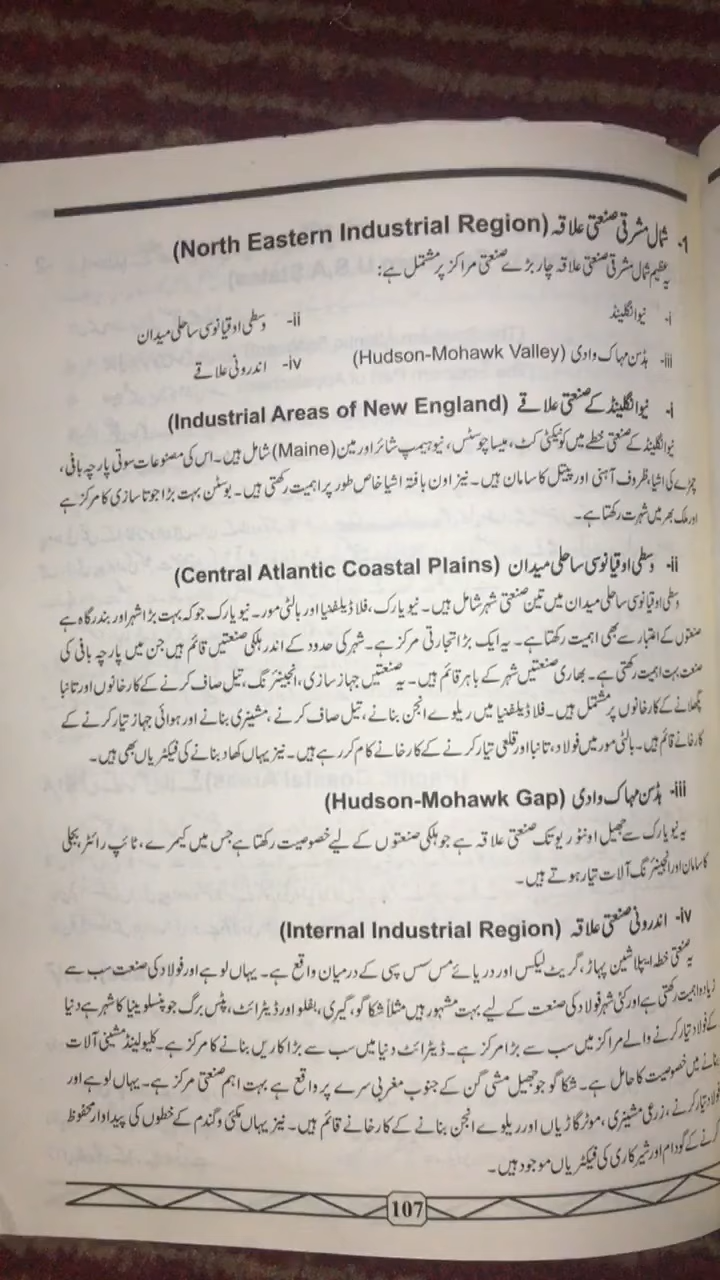 1- شمال مشرقی صنعتی علاقہ (North Eastern Industrial Region)
یہ عظیم شمال مشرقی صنعتی علاقہ چار بڑے صنعتی مراکز پر مشتمل ہے:
i- نیو انگلینڈ ii- وسطی اوقیانوسی ساحلی میدان
iii- ہڈسن مہاک وادی (Hudson-Mohawk Valley) iv- اندرونی علاقے
i- نیو انگلینڈ کے صنعتی علاقے (Industrial Areas of New England)
نیو انگلینڈ کے صنعتی خطے میں کونیکٹی کٹ، میساچوسٹس، نیو ہیمپ شائر اور مین (Maine) شامل ہیں۔ اس کی مصنوعات سوتی پارچہ بافی،
چمڑے کی اشیا، ظروف آہنی اور پیتل کا سامان ہیں۔ نیز اون بافتہ اشیا خاص طور پر اہمیت رکھتی ہیں۔ بوسٹن بہت بڑا جوتا سازی کا مرکز ہے
اور ملک بھر میں شہرت رکھتا ہے۔
ii- وسطی اوقیانوسی ساحلی میدان (Central Atlantic Coastal Plains)
وسطی اوقیانوسی ساحلی میدان میں تین صنعتی شہر شامل ہیں۔ نیویارک، فلاڈیلفیا اور بالٹی مور۔ نیویارک جو کہ بہت بڑا شہر اور بندرگاہ ہے
صنعتوں کے اعتبار سے بھی اہمیت رکھتا ہے۔ یہ ایک بڑا تجارتی مرکز ہے۔ شہر کی حدود کے اندر ہلکی صنعتیں قائم ہیں جن میں پارچہ بافی کی
صنعت بہت اہمیت رکھتی ہے۔ بھاری صنعتیں شہر کے باہر قائم ہیں۔ یہ صنعتیں جہاز سازی، انجینئرنگ، تیل صاف کرنے کے کارخانوں اور تانبا
پگھلانے کے کارخانوں پر مشتمل ہیں۔ فلاڈیلفیا میں ریلوے انجن بنانے، تیل صاف کرنے، مشینری بنانے اور ہوائی جہاز تیار کرنے کے
کارخانے قائم ہیں۔ بالٹی مور میں فولاد، تانبا اور قلعی تیار کرنے کے کارخانے کام کر رہے ہیں۔ نیز یہاں کھاد بنانے کی فیکٹریاں بھی ہیں۔
iii- ہڈسن مہاک وادی (Hudson-Mohawk Gap)
یہ نیویارک سے جھیل اونٹوریو تک صنعتی علاقہ ہے جو ہلکی صنعتوں کے لیے خصوصیت رکھتا ہے جس میں کیمرے، ٹائپ رائٹر، بجلی
کا سامان اور انجینئرنگ آلات تیار ہوتے ہیں۔
iv- اندرونی صنعتی علاقہ (Internal Industrial Region)
یہ صنعتی خطہ اپپلاشین پہاڑ، گریٹ لیکس اور دریائے مس سس پی کے درمیان واقع ہے۔ یہاں لوہے اور فولاد کی صنعت سب سے
زیادہ اہمیت رکھتی ہے اور کئی شہر فولاد کی صنعت کے لیے بہت مشہور ہیں مثلاً شکاگو، گیری، بفلو اور ڈیٹرائٹ، پٹس برگ جو پنسلوینیا کا شہر ہے دنیا
کے فولاد تیار کرنے والے مراکز میں سب سے بڑا مرکز ہے۔ ڈیٹرائٹ دنیا میں سب سے بڑا کاریں بنانے کا مرکز ہے۔ کلیولینڈ مشینی آلات
بنانے میں خصوصیت کا حامل ہے۔ شکاگو جو جھیل مشی گن کے جنوب مغربی سرے پر واقع ہے بہت اہم صنعتی مرکز ہے۔ یہاں لوہے اور
فولاد تیار کرنے، زرعی مشینری، موٹر گاڑیاں اور ریلوے انجن بنانے کے کارخانے قائم ہیں۔ نیز یہاں مکئی و گندم کے خطوں کی پیداوار محفوظ
کرنے کے گودام اور شیرکاری کی فیکٹریاں موجود ہیں۔
107